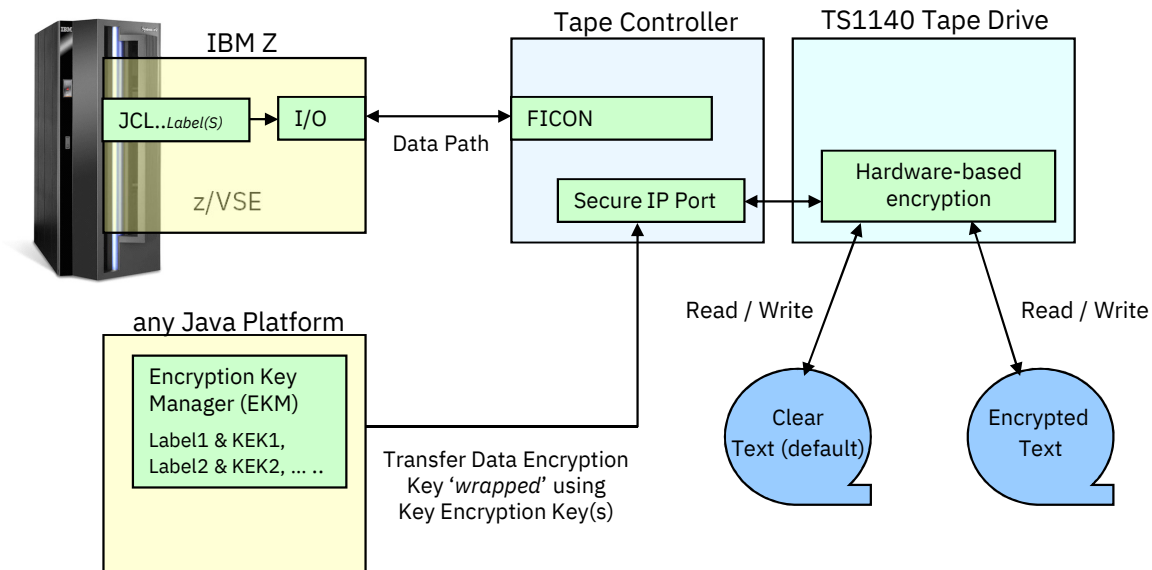 IBM Z
Tape Controller
TS1140 Tape Drive
JCL..Label(S)
I/O
Data Path
FICON
z/VSE
Secure IP Port
Hardware-based
encryption
Read / Write
Read / Write
any Java Platform
Encryption Key
Manager (EKM)
Label1 & KEK1,
Label2 & KEK2, ... ..
Transfer Data Encryption
Key ‘wrapped’ using
Key Encryption Key(s)
Clear
Text (default)
Encrypted
Text